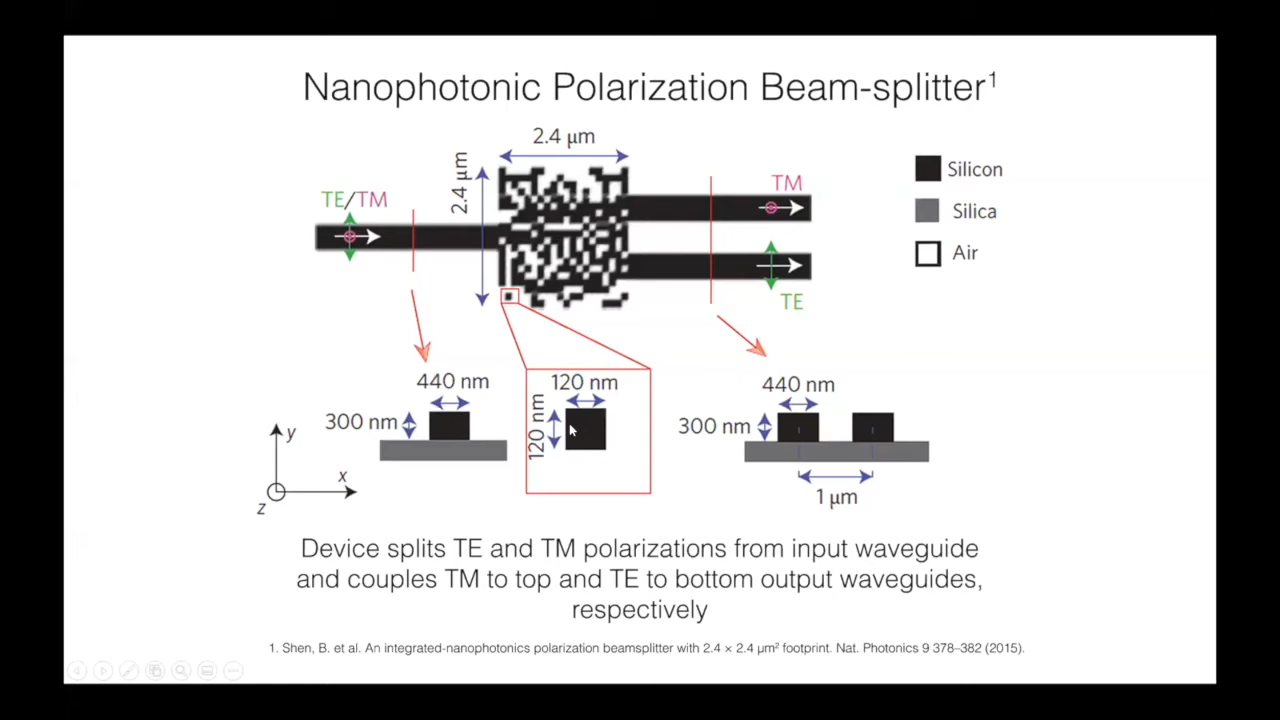 Nanophotonic Polarization Beam-splitter¹
2.4 μm
2.4 μm
TE/TM
TM
TE
Silicon
Silica
Air
440 nm
300 nm
120 nm
120 nm
440 nm
300 nm
1 μm
y
x
z
Device splits TE and TM polarizations from input waveguide
and couples TM to top and TE to bottom output waveguides,
respectively
1. Shen, B. et al. An integrated-nanophotonics polarization beamsplitter with 2.4 × 2.4 μm² footprint. Nat. Photonics 9 378–382 (2015).